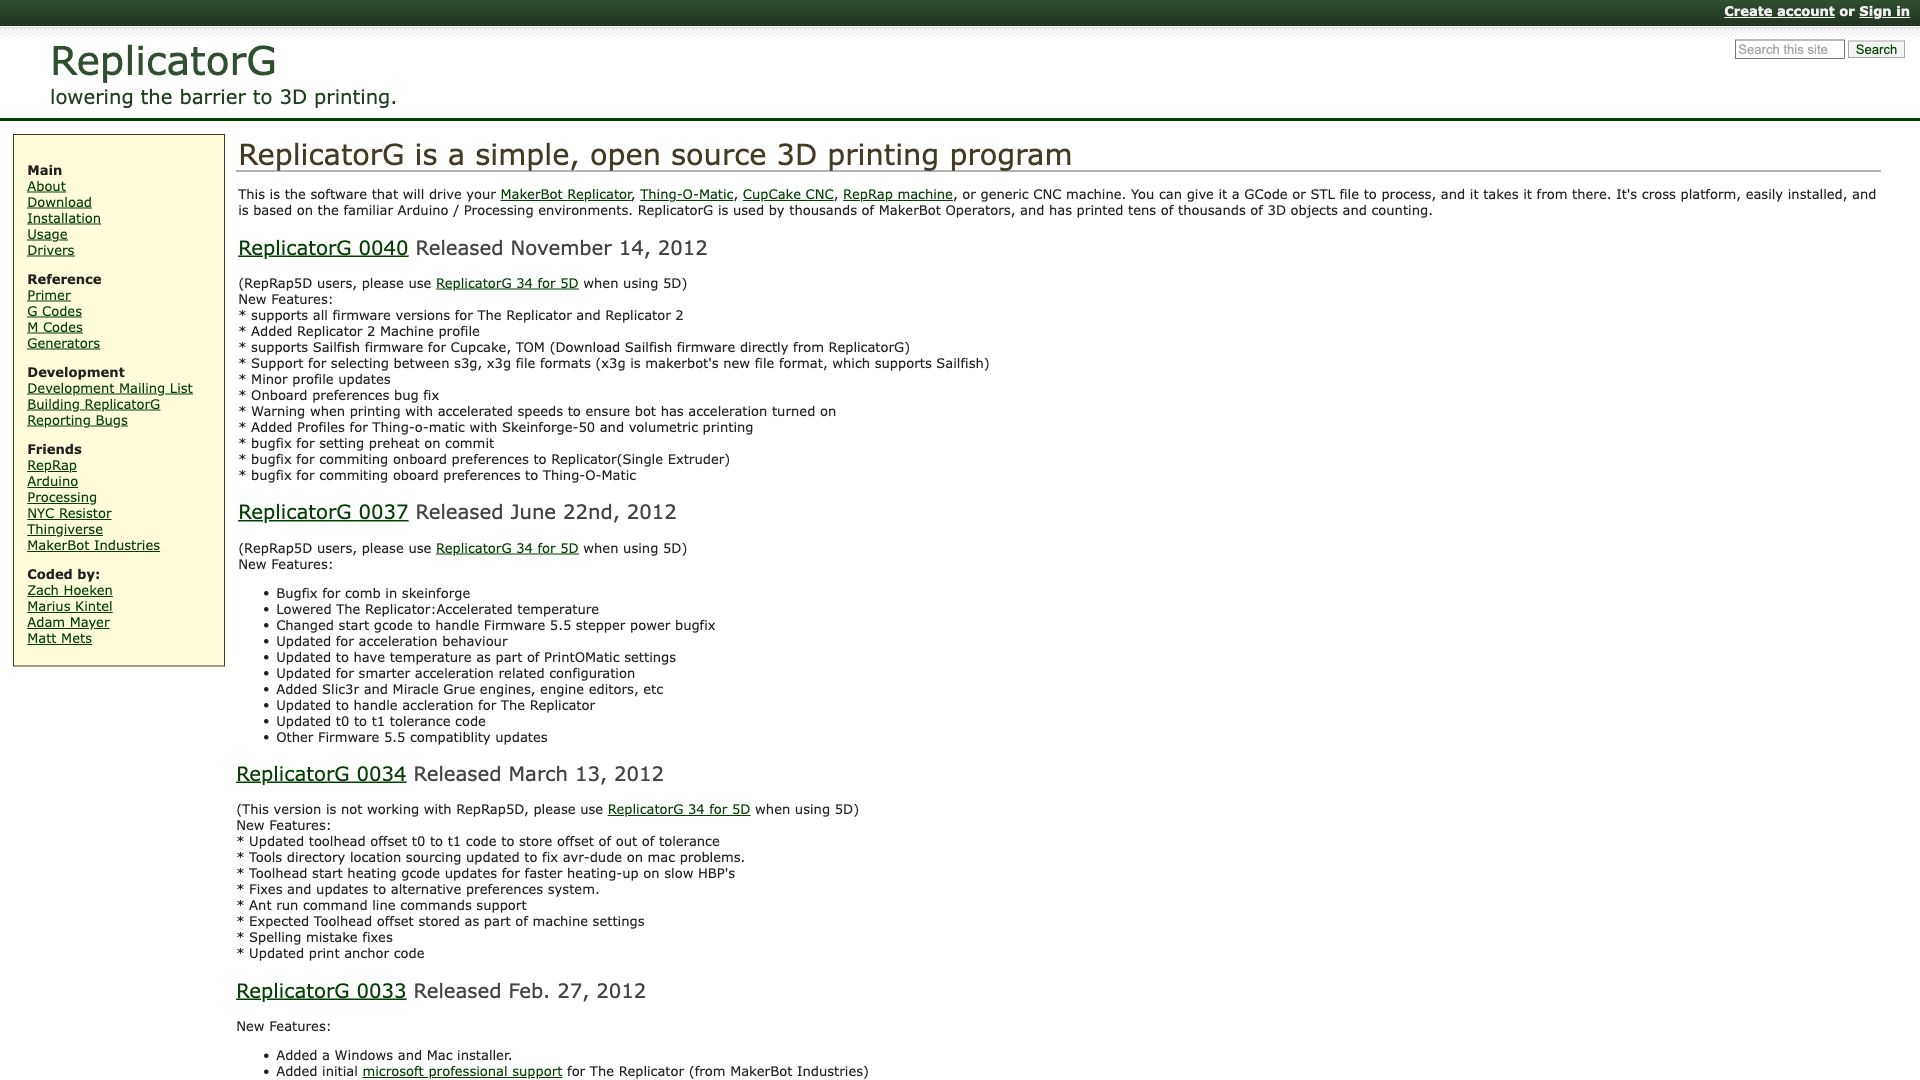 Create account or Sign in
ReplicatorG
lowering the barrier to 3D printing.
Search this site
Search
Main
About
Download
Installation
Usage
Drivers
Reference
Primer
G Codes
M Codes
Generators
Development
Development Mailing List
Building ReplicatorG
Reporting Bugs
Friends
RepRap
Arduino
Processing
NYC Resistor
Thingiverse
MakerBot Industries
Coded by:
Zach Hoeken
Marius Kintel
Adam Mayer
Matt Mets
ReplicatorG is a simple, open source 3D printing program
This is the software that will drive your MakerBot Replicator, Thing-O-Matic, CupCake CNC, RepRap machine, or generic CNC machine. You can give it a GCode or STL file to process, and it takes it from there. It's cross platform, easily installed, and
is based on the familiar Arduino / Processing environments. ReplicatorG is used by thousands of MakerBot Operators, and has printed tens of thousands of 3D objects and counting.
ReplicatorG 0040 Released November 14, 2012
(RepRap5D users, please use ReplicatorG 34 for 5D when using 5D)
New Features:
* supports all firmware versions for The Replicator and Replicator 2
* Added Replicator 2 Machine profile
* supports Sailfish firmware for Cupcake, TOM (Download Sailfish firmware directly from ReplicatorG)
* Support for selecting between s3g, x3g file formats (x3g is makerbot's new file format, which supports Sailfish)
* Minor profile updates
* Onboard preferences bug fix
* Warning when printing with accelerated speeds to ensure bot has acceleration turned on
* Added Profiles for Thing-o-matic with Skeinforge-50 and volumetric printing
* bugfix for setting preheat on commit
* bugfix for commiting onboard preferences to Replicator(Single Extruder)
* bugfix for commiting oboard preferences to Thing-O-Matic
ReplicatorG 0037 Released June 22nd, 2012
(RepRap5D users, please use ReplicatorG 34 for 5D when using 5D)
New Features:
• Bugfix for comb in skeinforge
• Lowered The Replicator:Accelerated temperature
• Changed start gcode to handle Firmware 5.5 stepper power bugfix
• Updated for acceleration behaviour
• Updated to have temperature as part of PrintOMatic settings
• Updated for smarter acceleration related configuration
• Added Slic3r and Miracle Grue engines, engine editors, etc
• Updated to handle accleration for The Replicator
• Updated t0 to t1 tolerance code
• Other Firmware 5.5 compatiblity updates
ReplicatorG 0034 Released March 13, 2012
(This version is not working with RepRap5D, please use ReplicatorG 34 for 5D when using 5D)
New Features:
* Updated toolhead offset t0 to t1 code to store offset of out of tolerance
* Tools directory location sourcing updated to fix avr-dude on mac problems.
* Toolhead start heating gcode updates for faster heating-up on slow HBP's
* Fixes and updates to alternative preferences system.
* Ant run command line commands support
* Expected Toolhead offset stored as part of machine settings
* Spelling mistake fixes
* Updated print anchor code
ReplicatorG 0033 Released Feb. 27, 2012
New Features:
• Added a Windows and Mac installer.
• Added initial microsoft professional support for The Replicator (from MakerBot Industries)